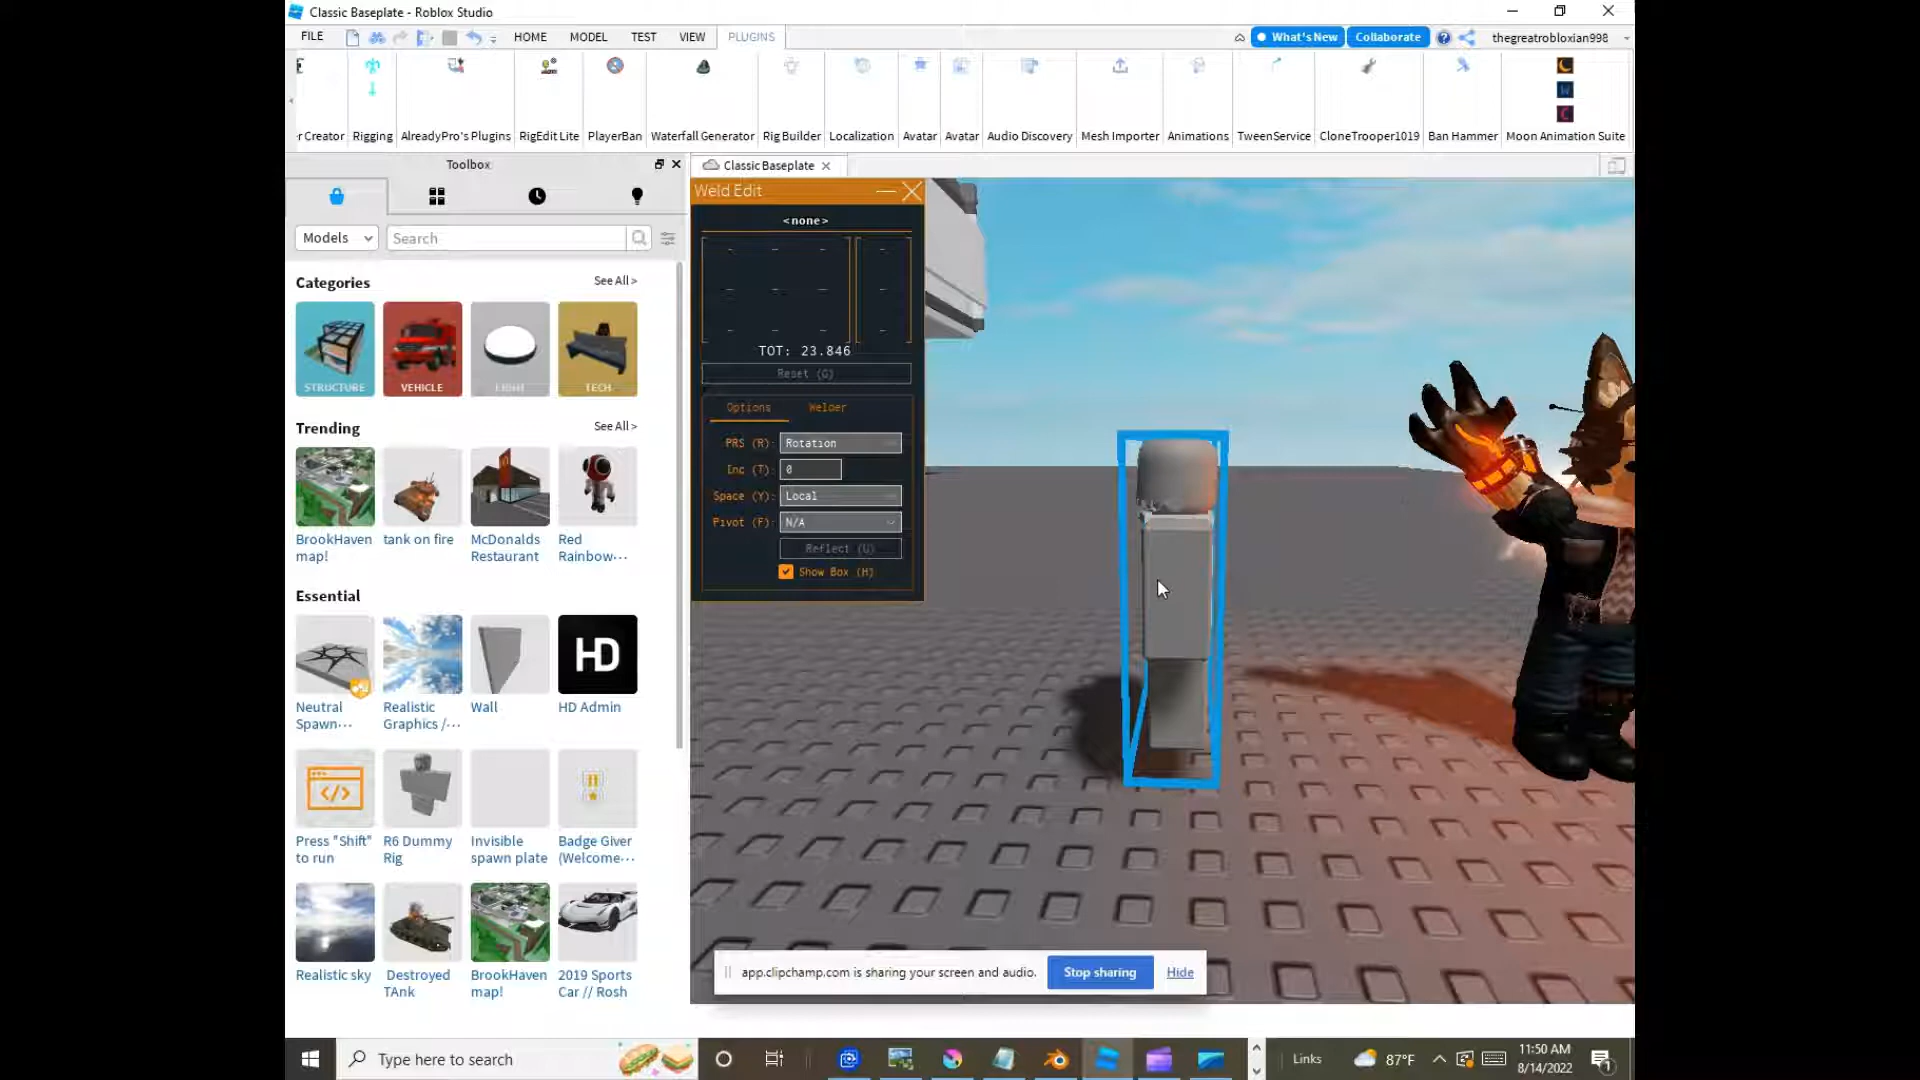 Classic Baseplate - Roblox Studio
FILE
HOME
MODEL
TEST
VIEW
PLUGINS
What's New
Collaborate
thegreatrobloxian998
r Creator
Rigging
AlreadyPro's Plugins
RigEdit Lite
PlayerBan
Waterfall Generator
Rig Builder
Localization
Avatar
Avatar
Audio Discovery
Mesh Importer
Animations
TweenService
CloneTrooper1019
Ban Hammer
Moon Animation Suite
Toolbox
Classic Baseplate
Models
Search
Categories
See All >
STRUCTURE
VEHICLE
LIGHT
TECH
Trending
See All >
BrookHaven map!
tank on fire
McDonalds Restaurant
Red Rainbow...
Essential
HD
Neutral Spawn...
Realistic Graphics /...
Wall
HD Admin
Press "Shift" to run
R6 Dummy Rig
Invisible spawn plate
Badge Giver (Welcome...
Realistic sky
Destroyed TAnk
BrookHaven map!
2019 Sports Car // Rosh
Weld Edit
<none>
TOT: 23.846
Reset (G)
Options
Welder
PRS (R): Rotation
Inc (T): 0
Space (Y): Local
Pivot (F): N/A
Reflect (U)
Show Box (H)
app.clipchamp.com is sharing your screen and audio.
Stop sharing
Hide
Type here to search
Links
87°F
11:50 AM
8/14/2022